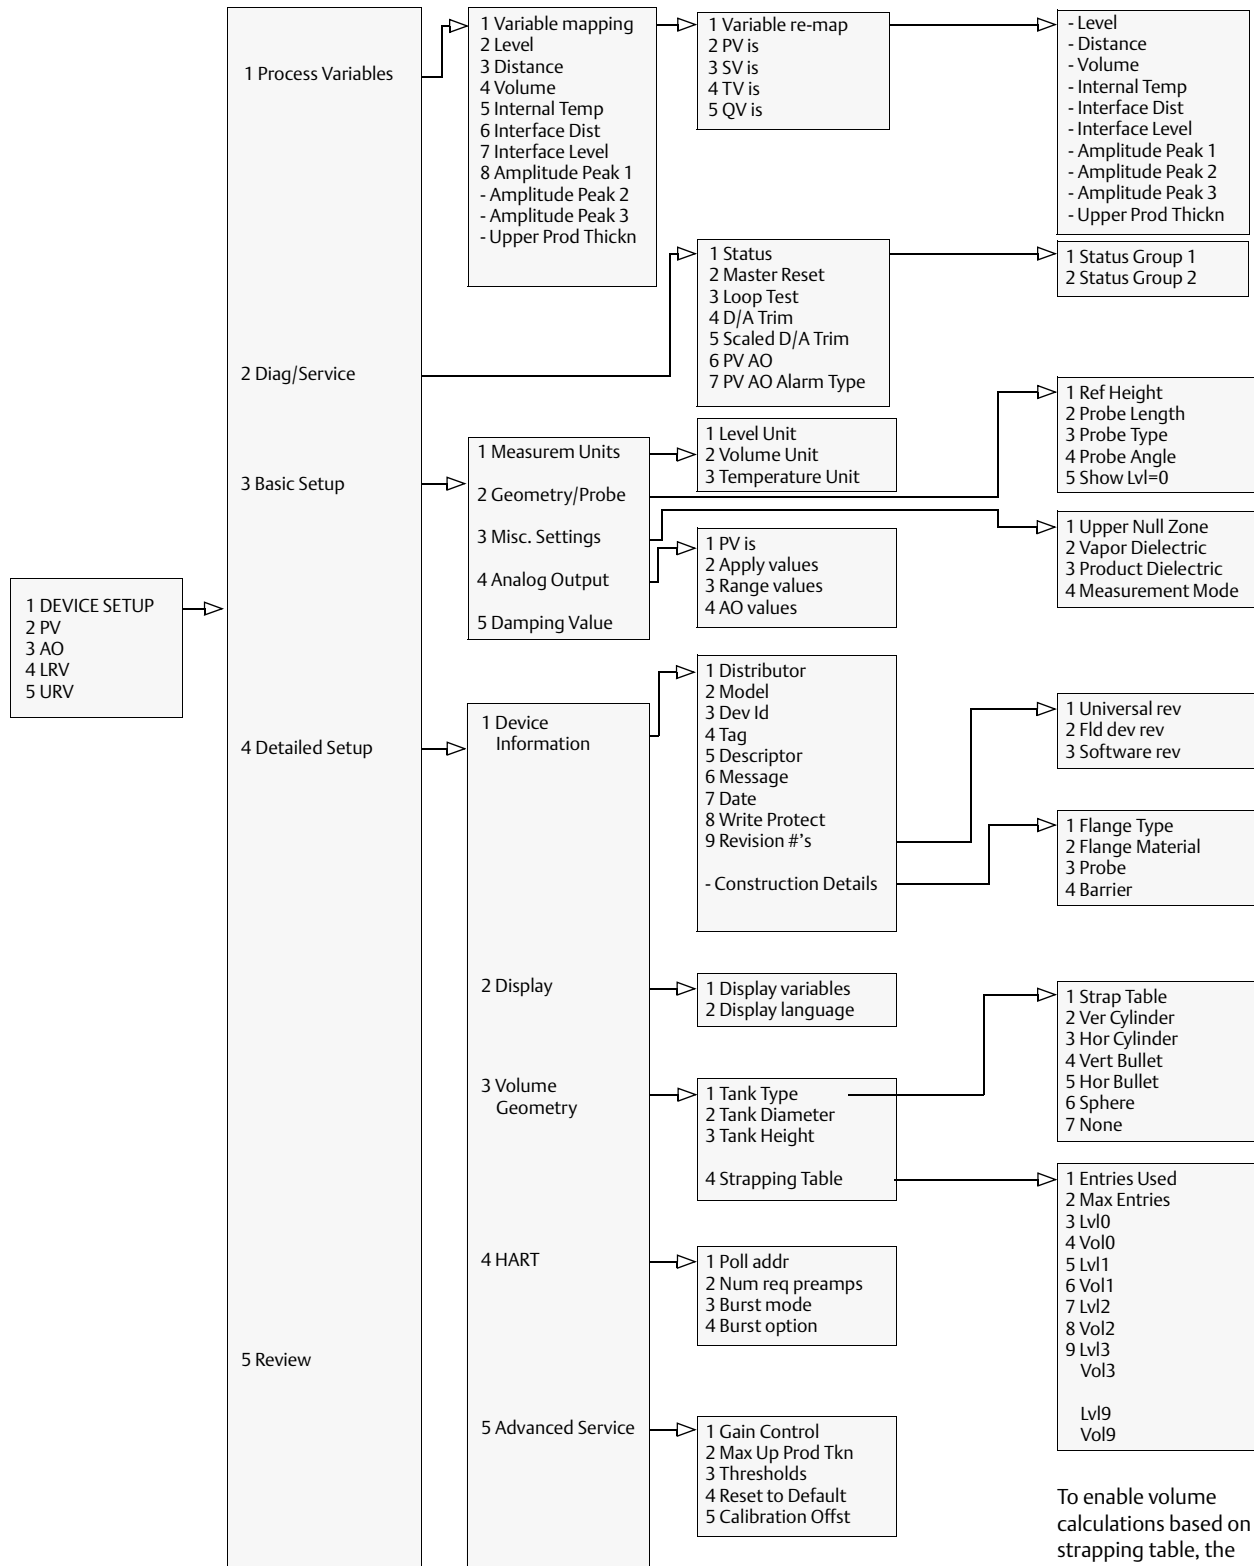 1 DEVICE SETUP
2 PV
3 AO
4 LRV
5 URV
1 Process Variables
2 Diag/Service
3 Basic Setup
4 Detailed Setup
5 Review
1 Variable mapping
2 Level
3 Distance
4 Volume
5 Internal Temp
6 Interface Dist
7 Interface Level
8 Amplitude Peak 1
- Amplitude Peak 2
- Amplitude Peak 3
- Upper Prod Thickn
1 Variable re-map
2 PV is
3 SV is
4 TV is
5 QV is
- Level
- Distance
- Volume
- Internal Temp
- Interface Dist
- Interface Level
- Amplitude Peak 1
- Amplitude Peak 2
- Amplitude Peak 3
- Upper Prod Thickn
1 Status
2 Master Reset
3 Loop Test
4 D/A Trim
5 Scaled D/A Trim
6 PV AO
7 PV AO Alarm Type
1 Status Group 1
2 Status Group 2
1 Measurem Units
2 Geometry/Probe
3 Misc. Settings
4 Analog Output
5 Damping Value
1 Level Unit
2 Volume Unit
3 Temperature Unit
1 Ref Height
2 Probe Length
3 Probe Type
4 Probe Angle
5 Show Lvl=0
1 Upper Null Zone
2 Vapor Dielectric
3 Product Dielectric
4 Measurement Mode
1 PV is
2 Apply values
3 Range values
4 AO values
1 Device
Information
2 Display
3 Volume
Geometry
4 HART
5 Advanced Service
1 Distributor
2 Model
3 Dev Id
4 Tag
5 Descriptor
6 Message
7 Date
8 Write Protect
9 Revision #'s
- Construction Details
1 Universal rev
2 Fld dev rev
3 Software rev
1 Flange Type
2 Flange Material
3 Probe
4 Barrier
1 Display variables
2 Display language
1 Tank Type
2 Tank Diameter
3 Tank Height
4 Strapping Table
1 Strap Table
2 Ver Cylinder
3 Hor Cylinder
4 Vert Bullet
5 Hor Bullet
6 Sphere
7 None
1 Entries Used
2 Max Entries
3 Lvl0
4 Vol0
5 Lvl1
6 Vol1
7 Lvl2
8 Vol2
9 Lvl3
Vol3
Lvl9
Vol9
1 Poll addr
2 Num req preamps
3 Burst mode
4 Burst option
1 Gain Control
2 Max Up Prod Tkn
3 Thresholds
4 Reset to Default
5 Calibration Offst
To enable volume
calculations based on
strapping table, the